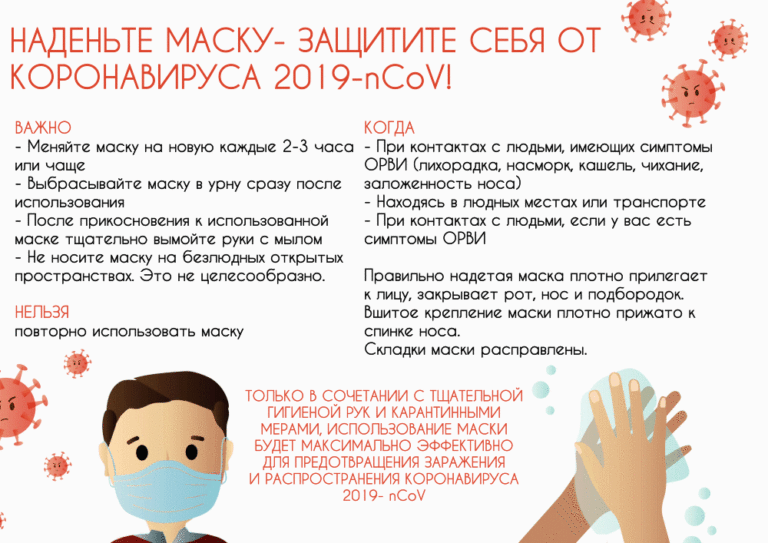 НАДЕНЬТЕ МАСКУ- ЗАЩИТИТЕ СЕБЯ ОТ
КОРОНАВИРУСА 2019-nCoV!
ВАЖНО
- Меняйте маску на новую каждые 2-3 часа
или чаще
- Выбрасывайте маску в урну сразу после
использования
- После прикосновения к использованной
маске тщательно вымойте руки с мылом
- Не носите маску на безлюдных открытых
пространствах. Это не целесообразно.
НЕЛЬЗЯ
повторно использовать маску
КОГДА
- При контактах с людьми, имеющих симптомы
ОРВИ (лихорадка, насморк, кашель, чихание,
заложенность носа)
- Находясь в людных местах или транспорте
- При контактах с людьми, если у вас есть
симптомы ОРВИ
Правильно надетая маска плотно прилегает
к лицу, закрывает рот, нос и подбородок.
Вшитое крепление маски плотно прижато к
спинке носа.
Складки маски расправлены.
ТОЛЬКО В СОЧЕТАНИИ С ТЩАТЕЛЬНОЙ
ГИГИЕНОЙ РУК И КАРАНТИННЫМИ
МЕРАМИ, ИСПОЛЬЗОВАНИЕ МАСКИ
БУДЕТ МАКСИМАЛЬНО ЭФФЕКТИВНО
ДЛЯ ПРЕДОТВРАЩЕНИЯ ЗАРАЖЕНИЯ
И РАСПРОСТРАНЕНИЯ КОРОНАВИРУСА
2019- nCoV